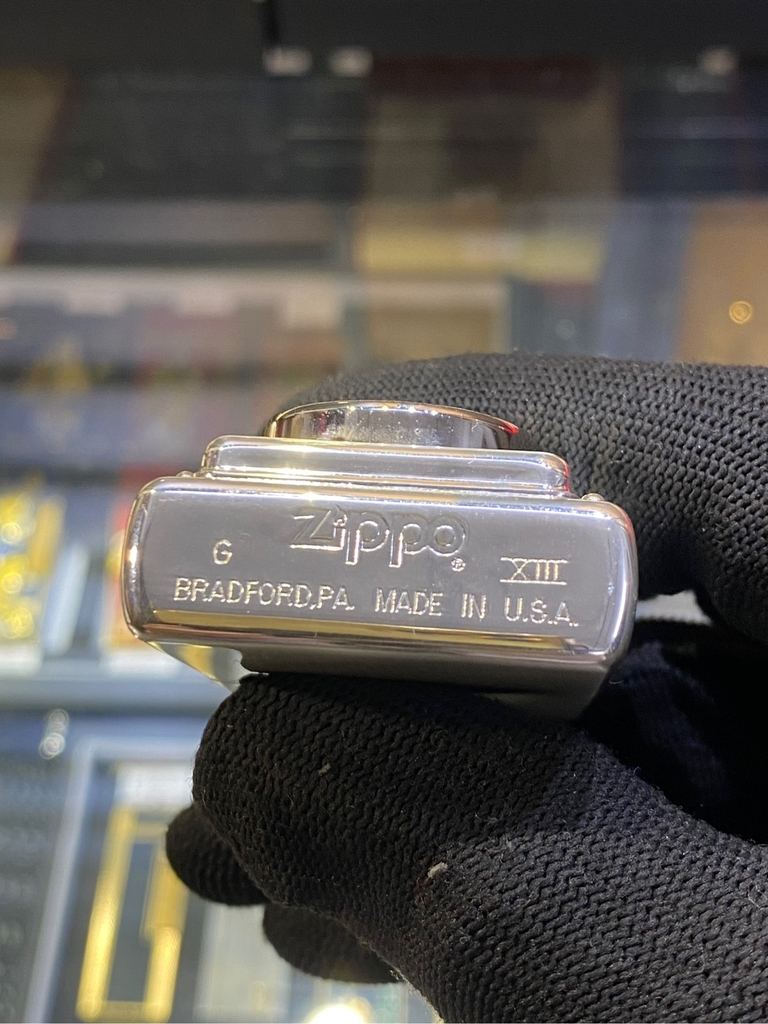 Zippo®
G XIII
BRADFORD,PA. MADE IN U.S.A.